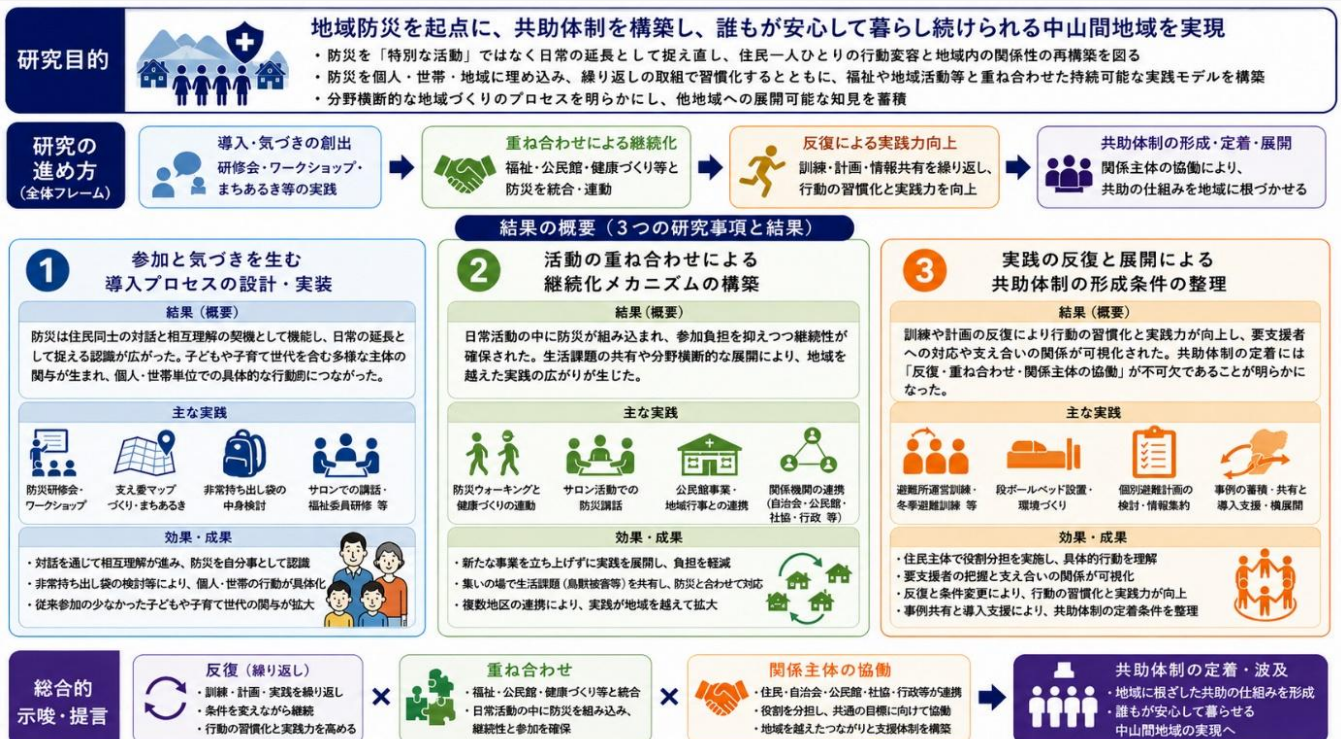 研究目的
地域防災を起点に、共助体制を構築し、誰もが安心して暮らし続けられる中山間地域を実現
・防災を「特別な活動」ではなく日常の延長として捉え直し、住民一人ひとりの行動変容と地域内の関係性の再構築を図る
・防災を個人・世帯・地域に埋め込み、繰り返しの取組で習慣化するとともに、福祉や地域活動等と重ね合わせた持続可能な実践モデルを構築
・分野横断的な地域づくりのプロセスを明らかにし、他地域への展開可能な知見を蓄積
研究の
進め方
(全体フレーム)
導入・気づきの創出
研修会・ワークショップ・
まちあるき等の実践
重ね合わせによる継続化
福祉・公民館・健康づくり等と
防災を統合・連動
反復による実践力向上
訓練・計画・情報共有を繰り返し、
行動の習慣化と実践力を向上
共助体制の形成・定着・展開
関係主体の協働により、
共助の仕組みを地域に根づかせる
結果の概要（3つの研究事項と結果）
1
参加と気づきを生む
導入プロセスの設計・実装
結果（概要）
防災は住民同士の対話と相互理解の契機として機能し、日常の延長と
して捉える認識が広がった。子どもや子育て世代を含む多様な主体の
関与が生まれ、個人・世帯単位での具体的な行動につながった。
主な実践
防災研修会・
ワークショップ
支え愛マップ
づくり・まちあるき
非常持ち出し袋の
中身検討
サロンでの講話・
福祉委員研修 等
効果・成果
・対話を通じて相互理解が進み、防災を自分事として認識
・非常持ち出し袋の検討等により、個人・世帯の行動が具体化
・従来参加の少なかった子どもや子育て世代の関与が拡大
2
活動の重ね合わせによる
継続化メカニズムの構築
結果（概要）
日常活動の中に防災が組み込まれ、参加負担を抑えつつ継続性が
確保された。生活課題の共有や分野横断的な展開により、地域を
越えた実践の広がりが生じた。
主な実践
防災ウォーキングと
健康づくりの連動
サロン活動での
防災講話
公民館事業・
地域行事との連携
関係機関の連携
(自治会・公民館・
社協・行政 等)
効果・成果
・新たな事業を立ち上げずに実践を展開し、負担を軽減
・集いの場で生活課題（鳥獣被害等）を共有し、防災と合わせて対応
・複数地区の連携により、実践が地域を越えて拡大
3
実践の反復と展開による
共助体制の形成条件の整理
結果（概要）
訓練や計画の反復により行動の習慣化と実践力が向上し、要支援者
への対応や支え合いの関係が可視化された。共助体制の定着には
「反復・重ね合わせ・関係主体の協働」が不可欠であることが明らかに
なった。
主な実践
避難所運営訓練・
冬季避難訓練 等
段ボールベッド設置・
環境づくり
個別避難計画の
検討・情報集約
事例の蓄積・共有と
導入支援・横展開
効果・成果
・住民主体で役割分担を実施し、具体的行動を理解
・要支援者の把握と支え合いの関係が可視化
・反復と条件変更により、行動の習慣化と実践力が向上
・事例共有と導入支援により、共助体制の定着条件を整理
総合的
示唆・提言
反復（繰り返し）
・訓練・計画・実践を繰り返し
・条件を変えながら継続
・行動の習慣化と実践力を高める
×
重ね合わせ
・福祉・公民館・健康づくり等と統合
・日常活動の中に防災を組み込み、
継続性と参加を確保
×
関係主体の協働
・住民・自治会・公民館・社協・行政等が連携
・役割を分担し、共通の目標に向けて協働
・地域を越えたつながりと支援体制を構築
共助体制の定着・波及
・地域に根ざした共助の仕組みを形成
・誰もが安心して暮らせる
中山間地域の実現へ